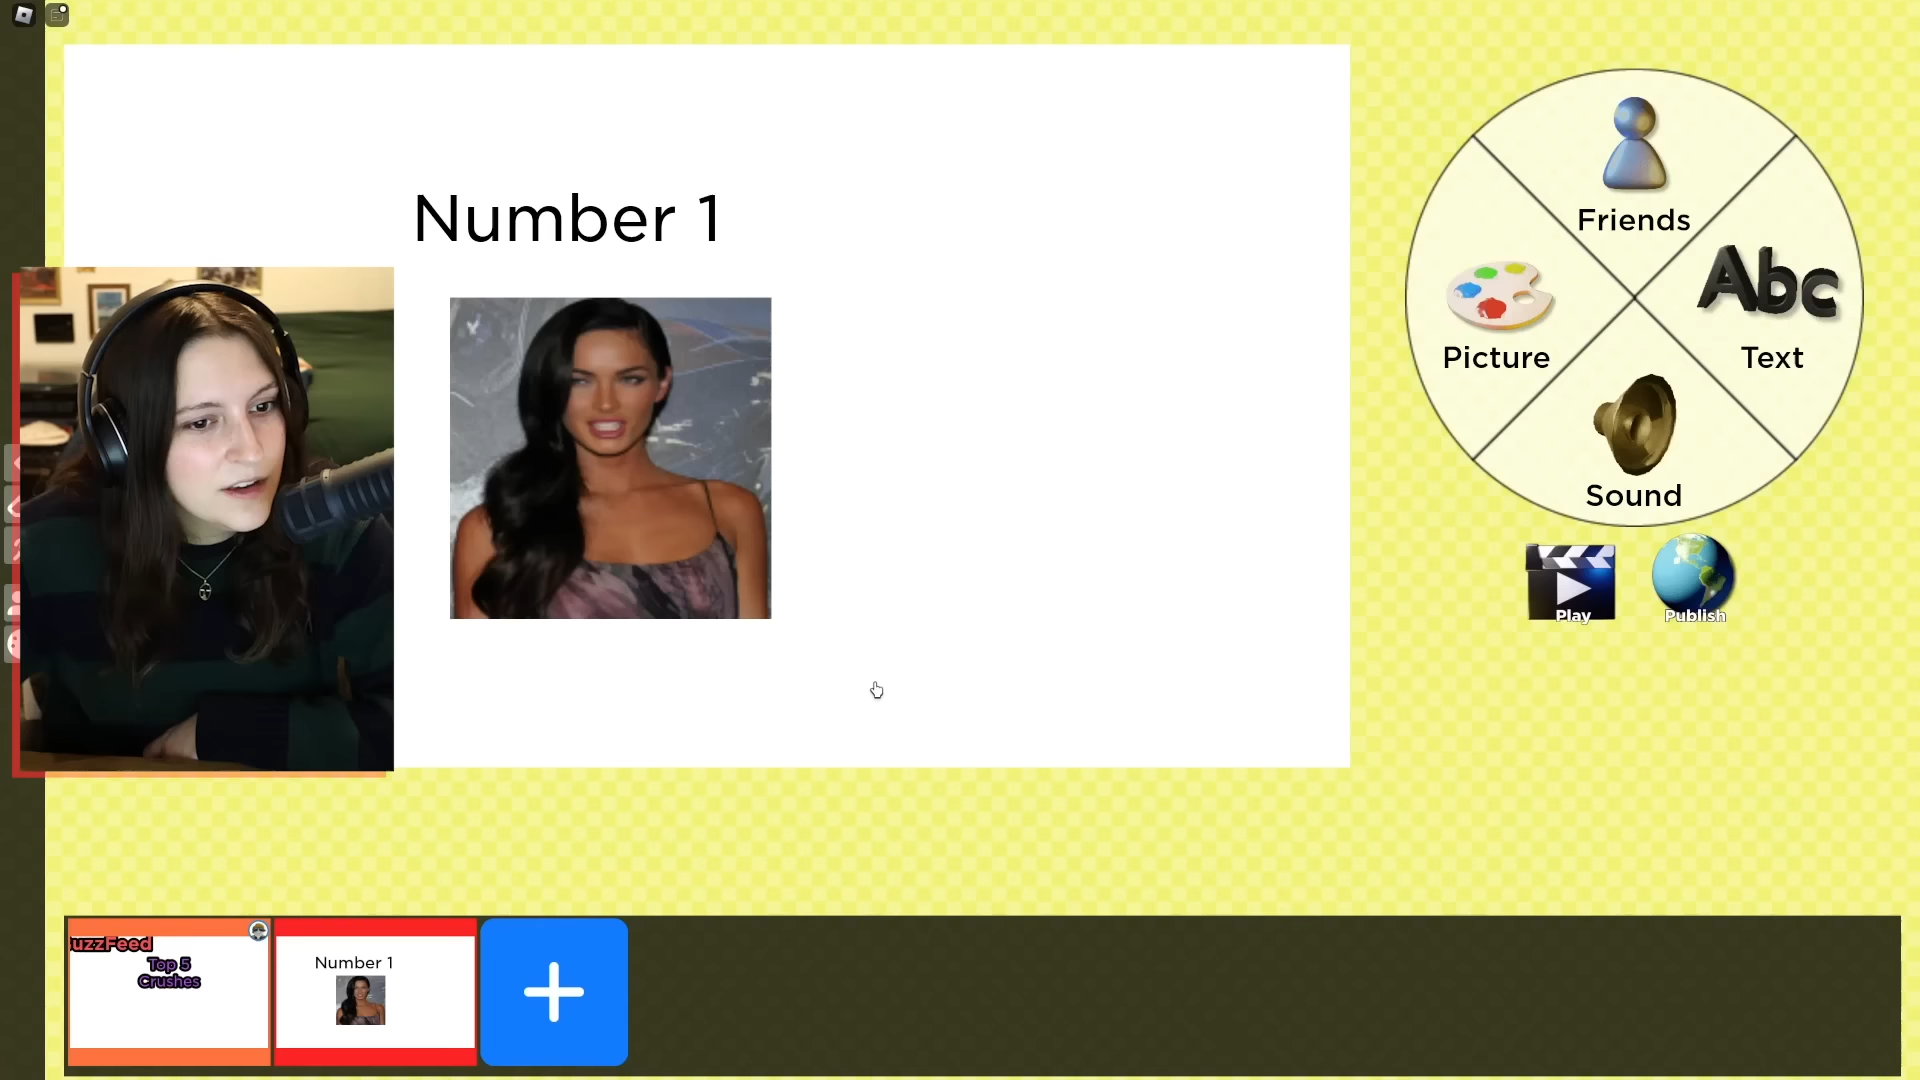 Number 1
Friends
Picture
Abc
Text
Sound
Play
Publish
uzzFeed
Top 5
Crushes
Number 1